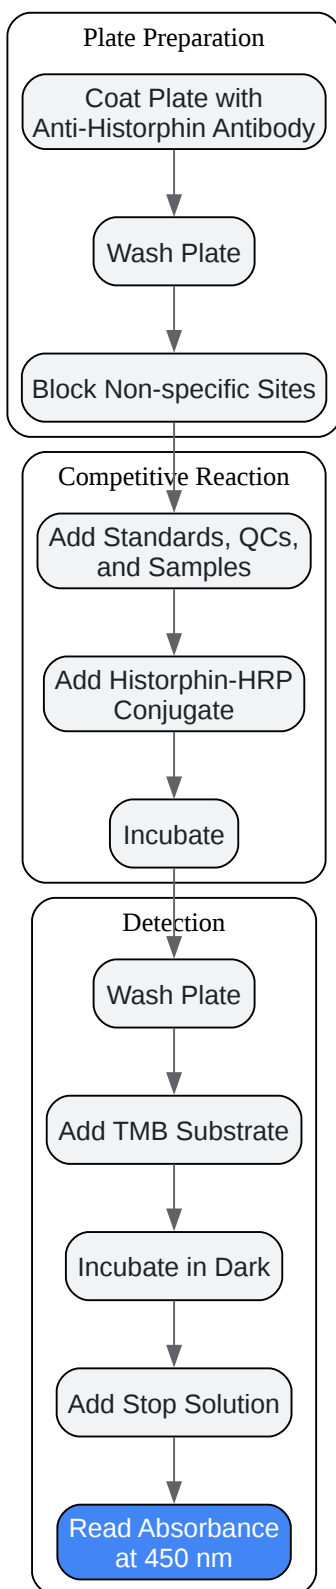 Plate Preparation
Coat Plate with
Anti-Historphin Antibody
Wash Plate
Block Non-specific Sites
Competitive Reaction
Add Standards, QCs,
and Samples
Add Historphin-HRP
Conjugate
Incubate
Detection
Wash Plate
Add TMB Substrate
Incubate in Dark
Add Stop Solution
Read Absorbance
at 450 nm